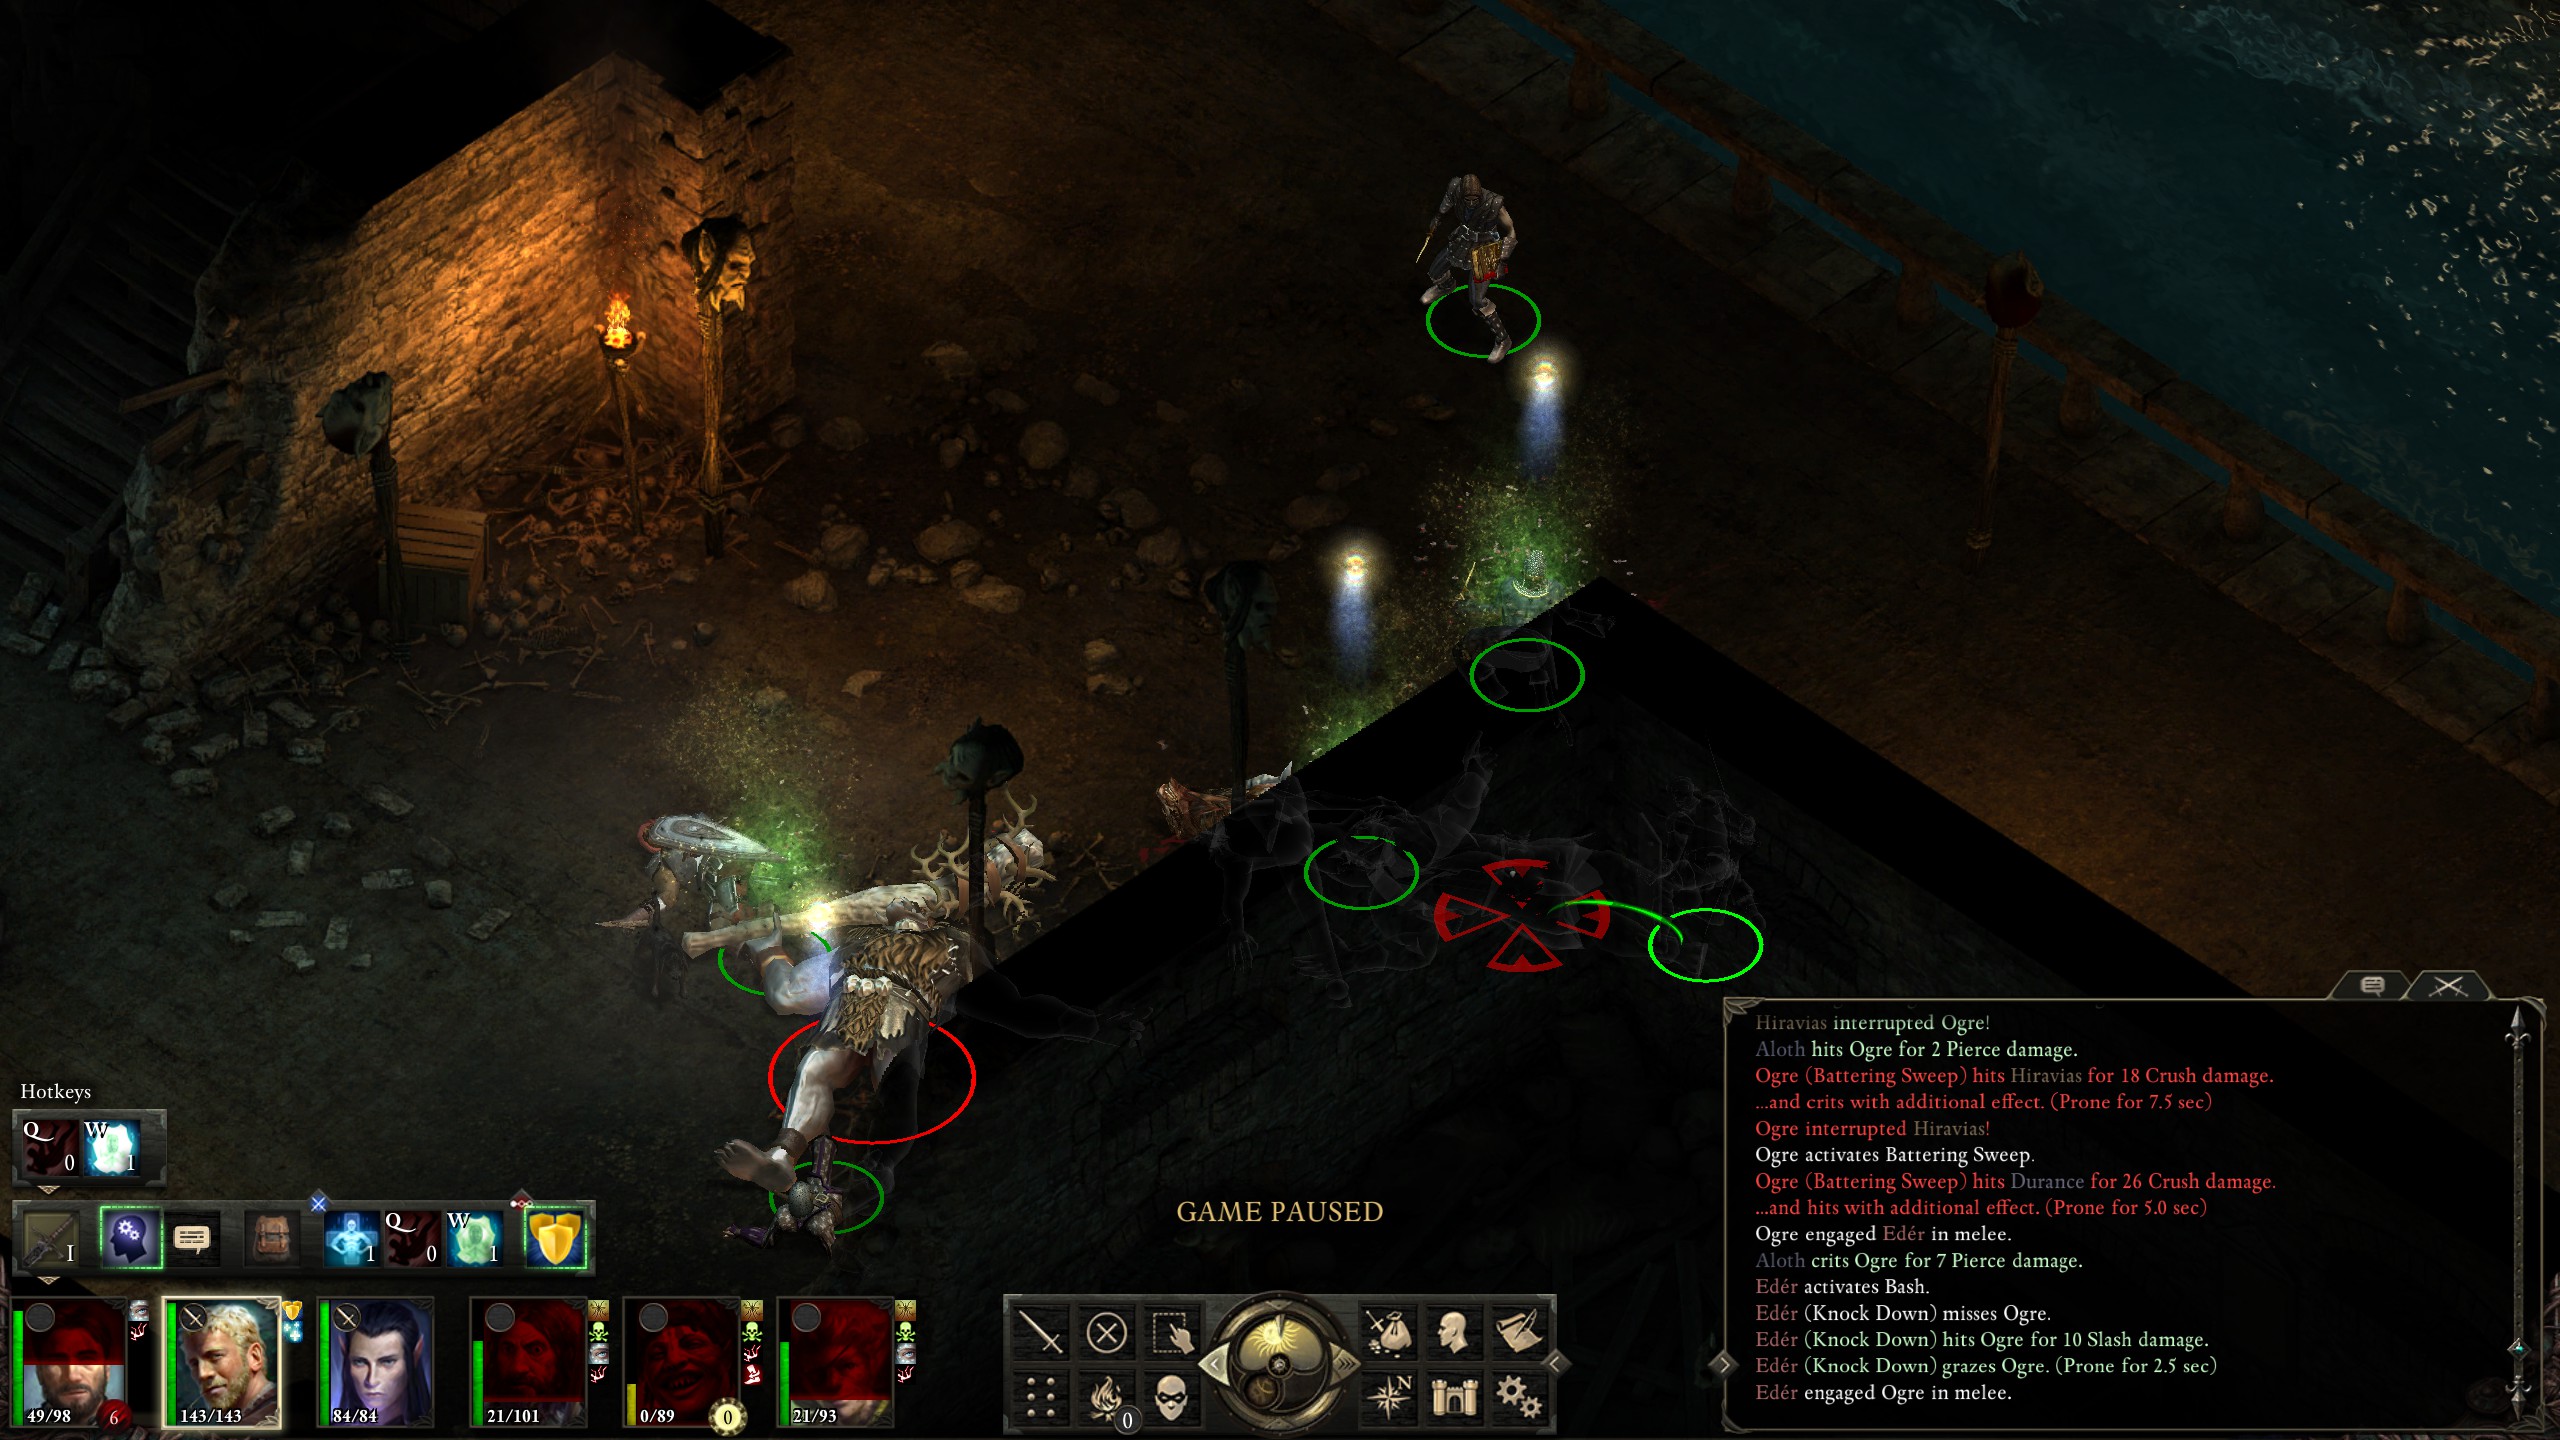 Hiravias interrupted Ogre!
Aloth hits Ogre for 2 Pierce damage.
Ogre (Battering Sweep) hits Hiravias for 18 Crush damage.
...and crits with additional effect. (Prone for 7.5 sec)
Ogre interrupted Hiravias!
Ogre activates Battering Sweep.
Ogre (Battering Sweep) hits Durance for 26 Crush damage.
...and hits with additional effect. (Prone for 5.0 sec)
Ogre engaged Edér in melee.
Aloth crits Ogre for 7 Pierce damage.
Edér activates Bash.
Edér (Knock Down) misses Ogre.
Edér (Knock Down) hits Ogre for 10 Slash damage.
Edér (Knock Down) grazes Ogre. (Prone for 2.5 sec)
Edér engaged Ogre in melee.
Hotkeys
Q 0 W 1
GAME PAUSED
I 1 Q 0 W 1
49/98 6 143/143 84/84 21/101 0/89 0 21/93
N
0